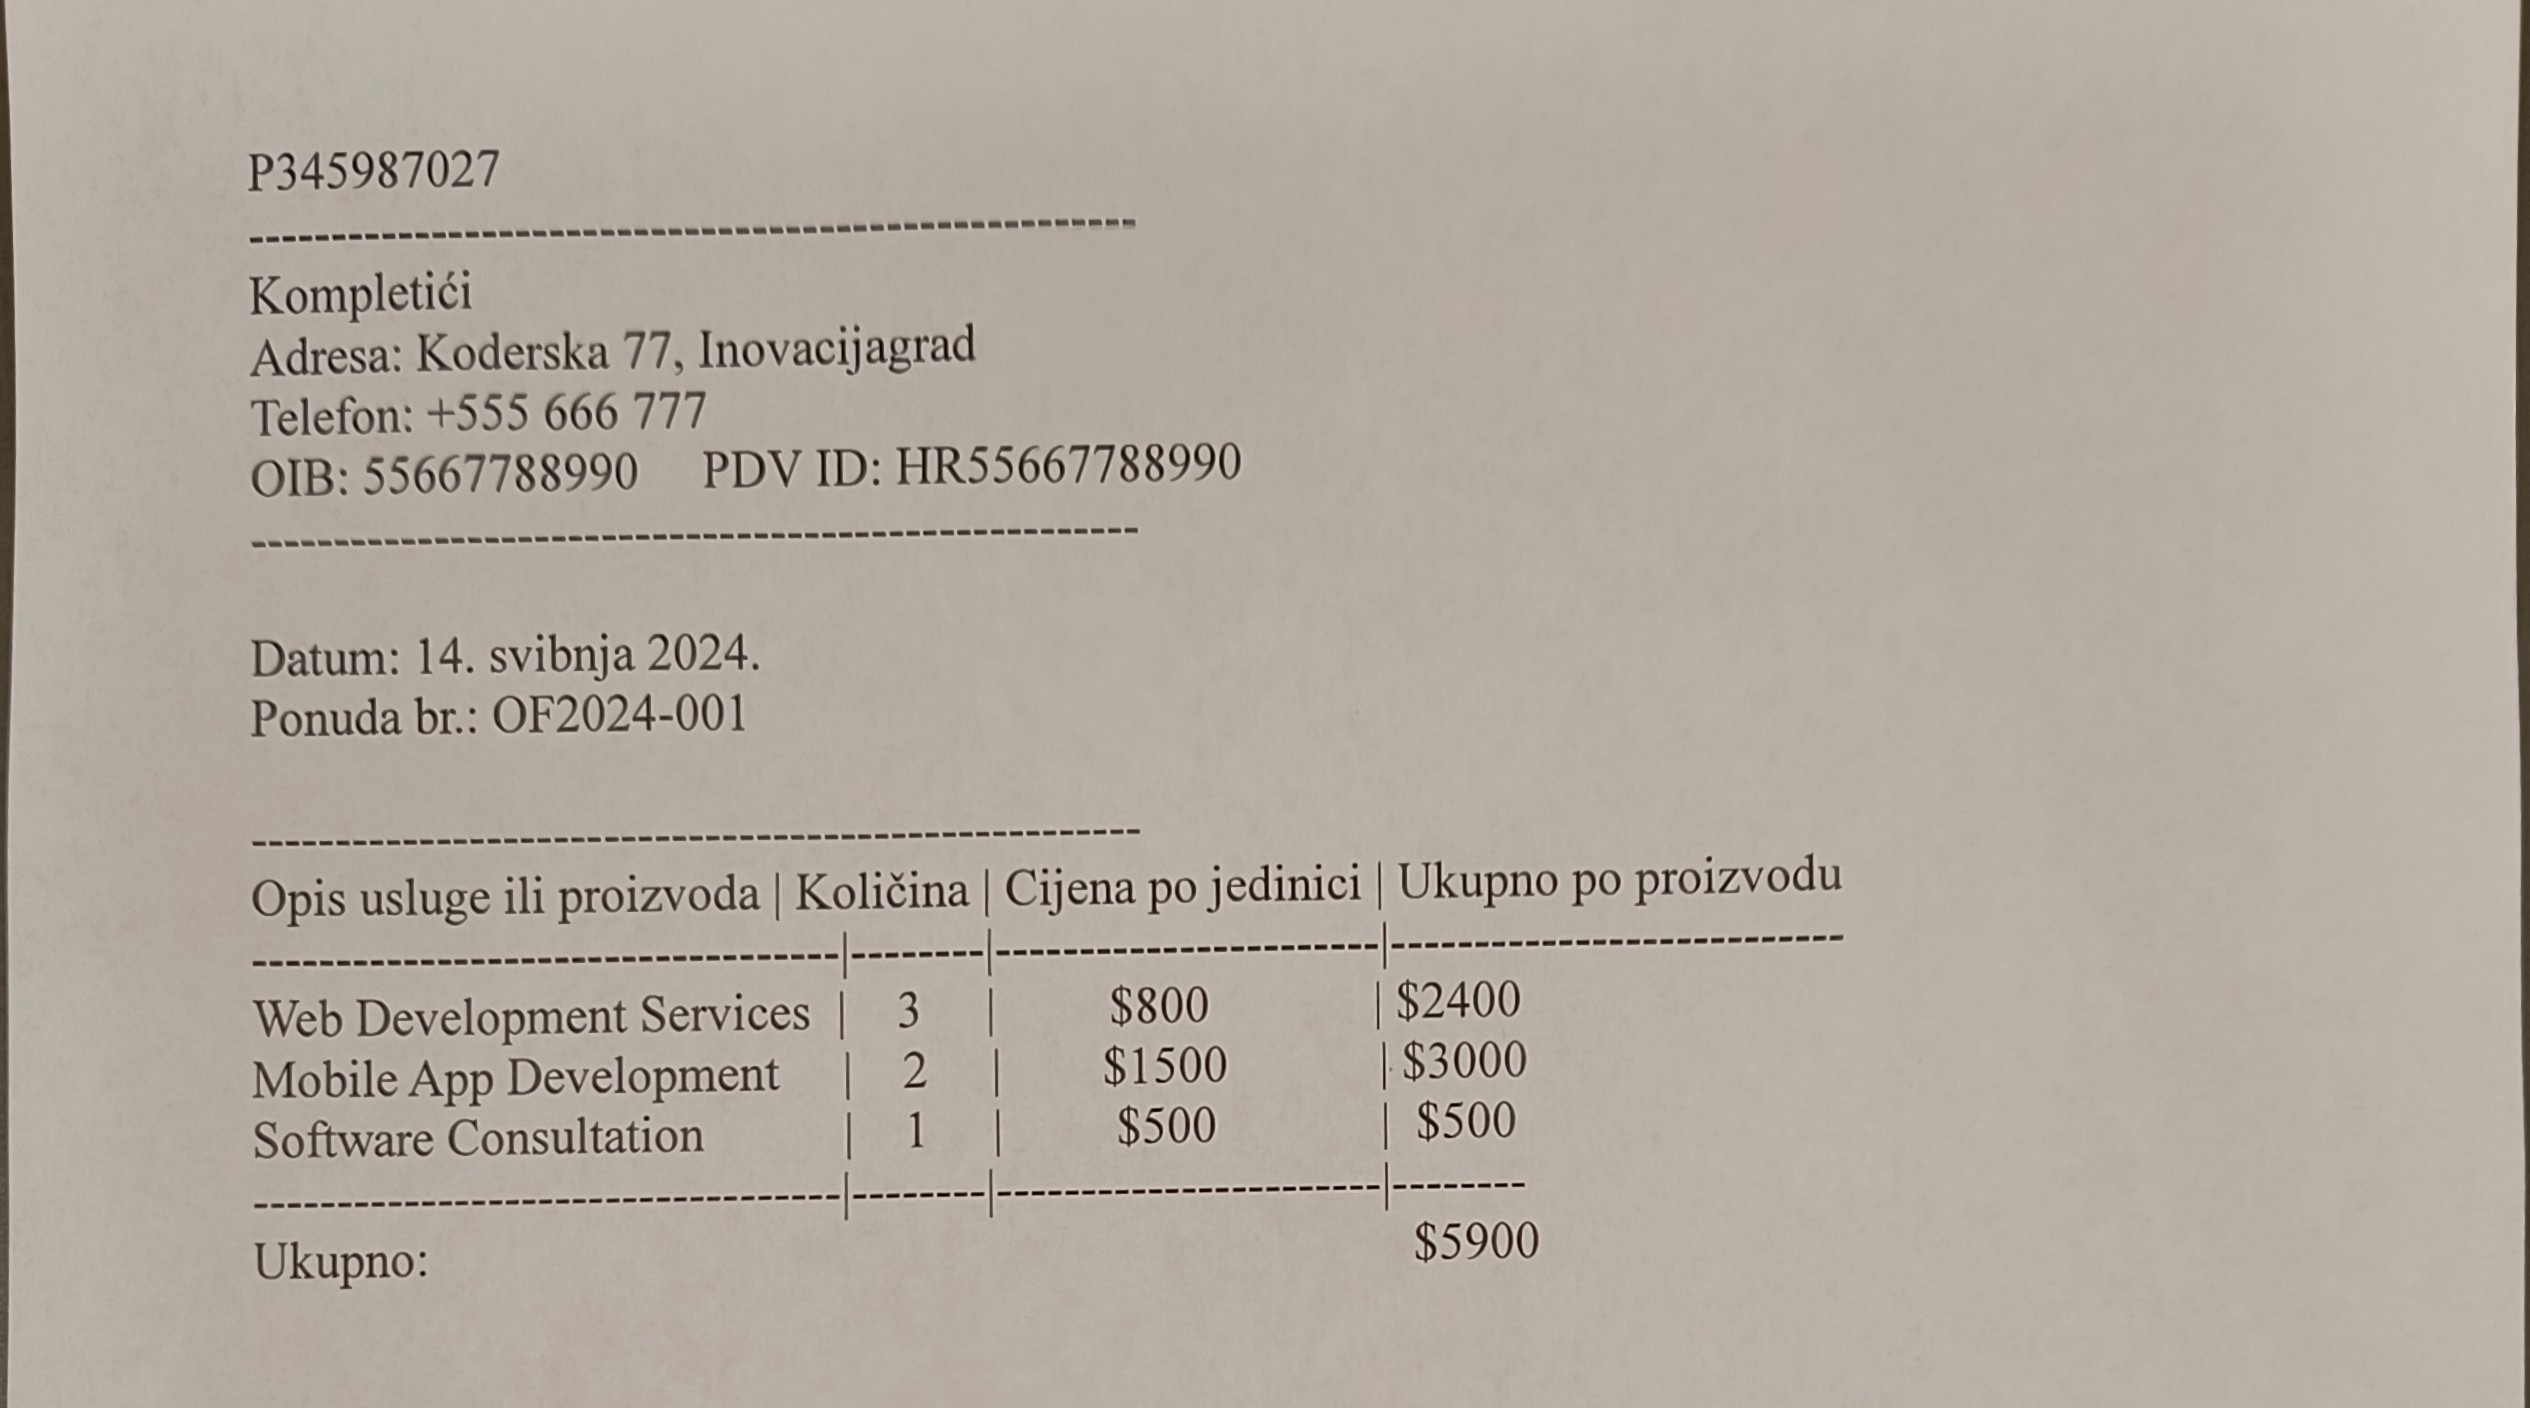 P345987027
------------------------------------------------------
Kompletići
Adresa: Koderska 77, Inovacijagrad
Telefon: +555 666 777
OIB: 55667788990 PDV ID: HR55667788990
------------------------------------------------------
Datum: 14. svibnja 2024.
Ponuda br.: OF2024-001
------------------------------------------------------
Opis usluge ili proizvoda | Količina | Cijena po jedinici | Ukupno po proizvodu
-----------------------------------|--------|-----------------------|---------------------------
Web Development Services | 3 | $800 | $2400
Mobile App Development | 2 | $1500 | $3000
Software Consultation | 1 | $500 | $500
-----------------------------------|--------|-----------------------|--------
Ukupno: $5900